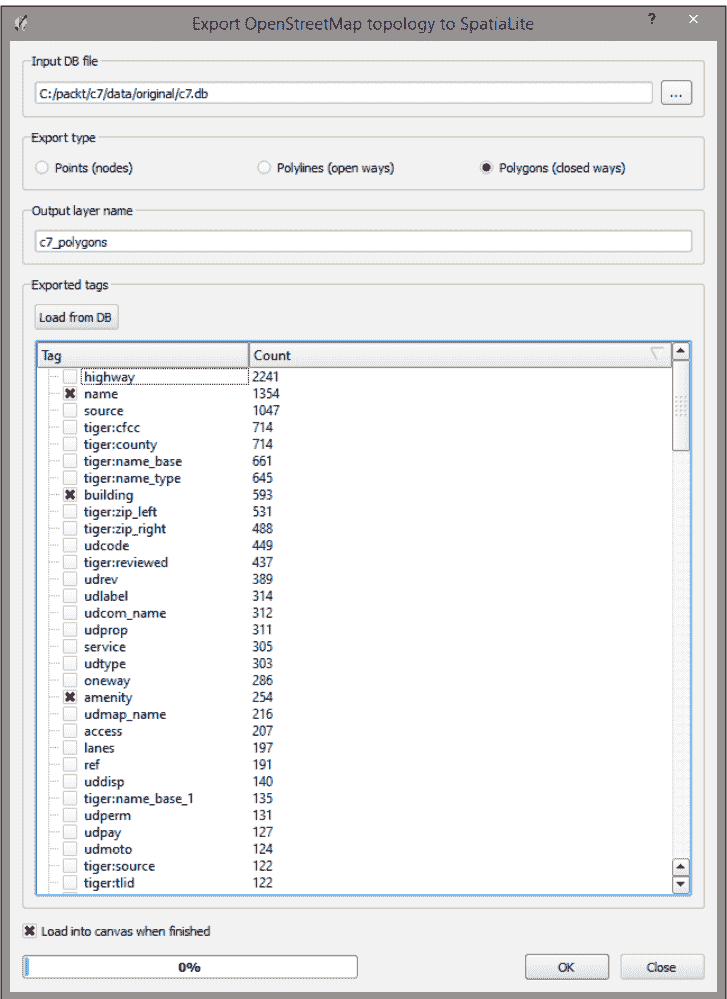 Export OpenStreetMap topology to SpatiaLite ? ×
Input DB file
C:/packt/c7/data/original/c7.db ...
Export type
Points (nodes) Polylines (open ways) Polygons (closed ways)
Output layer name
c7_polygons
Exported tags
Load from DB
Tag Count
highway 2241
name 1354
source 1047
tiger:cfcc 714
tiger:county 714
tiger:name_base 661
tiger:name_type 645
building 593
tiger:zip_left 531
tiger:zip_right 488
udcode 449
tiger:reviewed 437
udrev 389
udlabel 314
udcom_name 312
udprop 311
service 305
udtype 303
oneway 286
amenity 254
udmap_name 216
access 207
lanes 197
ref 191
uddisp 140
tiger:name_base_1 135
udperm 131
udpay 127
udmoto 124
tiger:source 122
tiger:tlid 122
Load into canvas when finished
0% OK Close